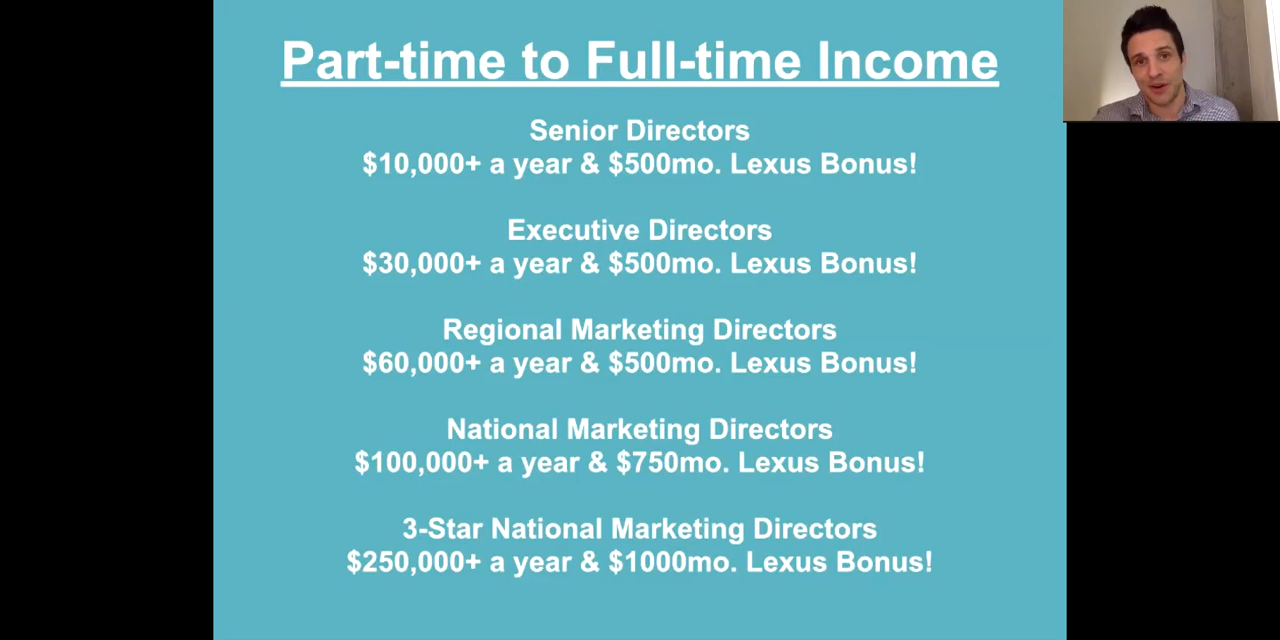 Part-time to Full-time Income
Senior Directors
$10,000+ a year & $500mo. Lexus Bonus!
Executive Directors
$30,000+ a year & $500mo. Lexus Bonus!
Regional Marketing Directors
$60,000+ a year & $500mo. Lexus Bonus!
National Marketing Directors
$100,000+ a year & $750mo. Lexus Bonus!
3-Star National Marketing Directors
$250,000+ a year & $1000mo. Lexus Bonus!